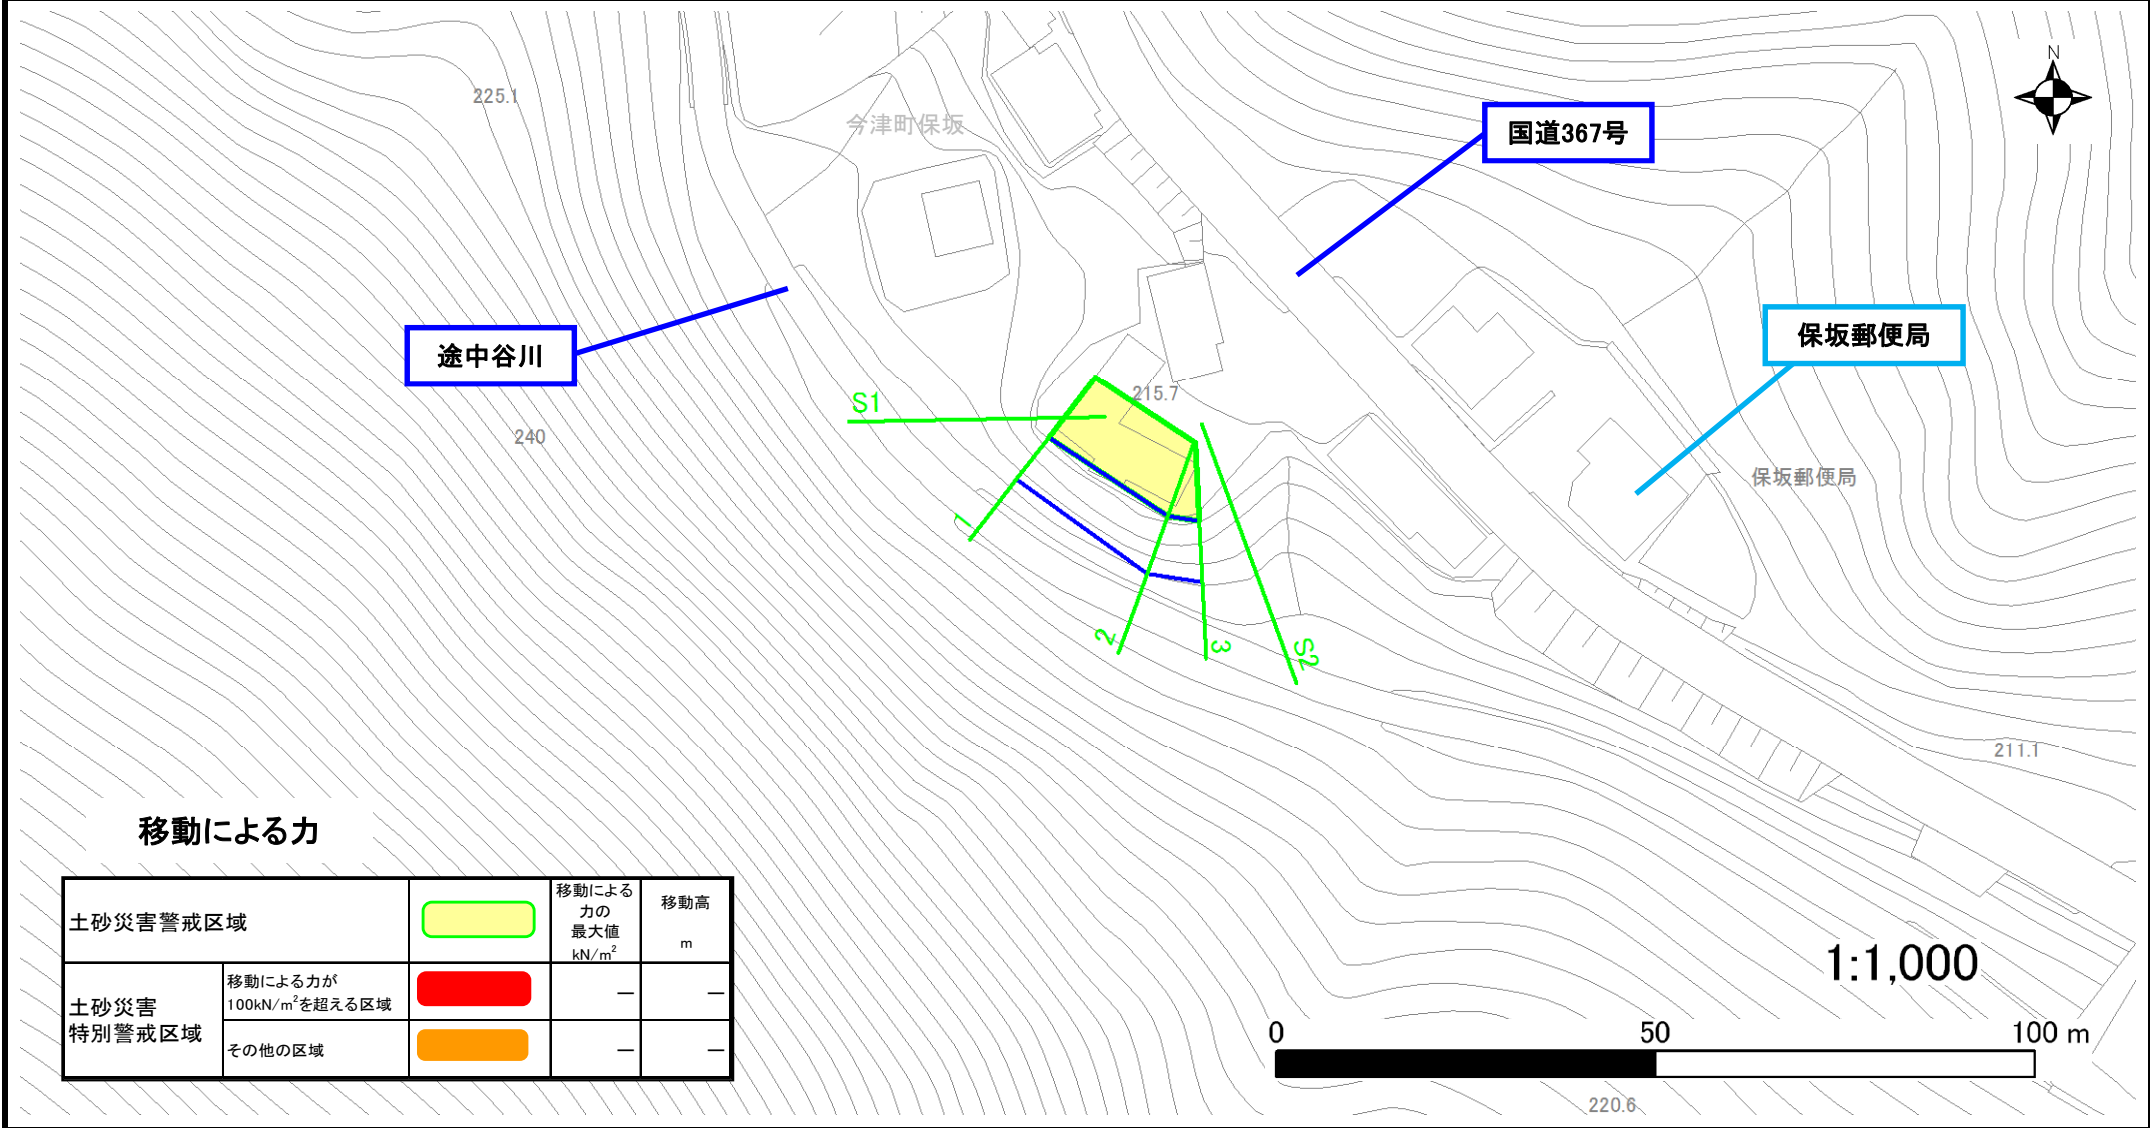 N
225.1
今津町保坂
国道367号
途中谷川
保坂郵便局
S1
215.7
240
保坂郵便局
1
2
3
S2
211.1
移動による力
土砂災害警戒区域
移動による
力の
最大値
kN/m²
移動高
m
土砂災害
特別警戒区域
移動による力が
100kN/m²を超える区域
—
—
その他の区域
—
—
1:1,000
0
50
100 m
220.6